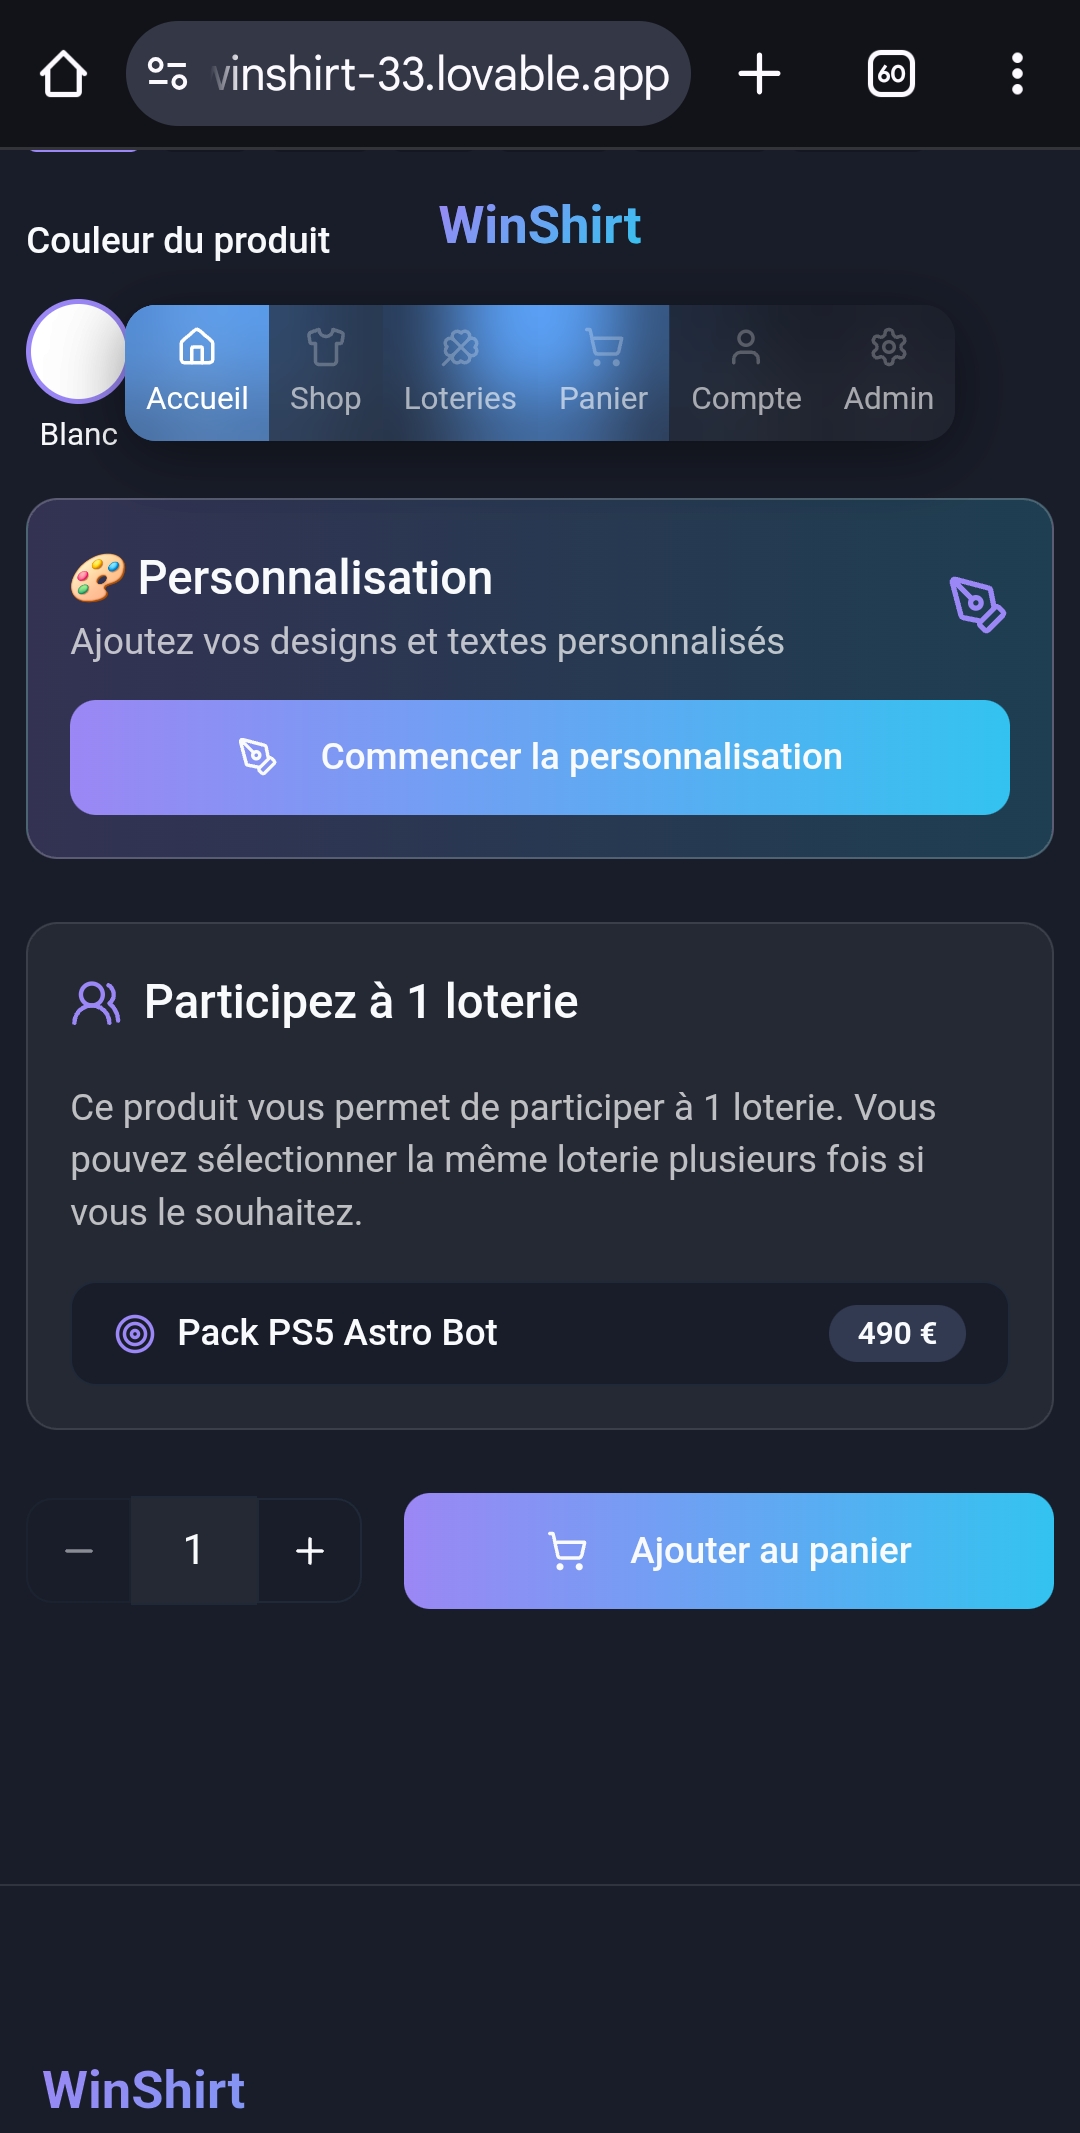 winshirt-33.lovable.app
60
WinShirt
Couleur du produit
Blanc
Accueil
Shop
Loteries
Panier
Compte
Admin
Personnalisation
Ajoutez vos designs et textes personnalisés
Commencer la personnalisation
Participez à 1 loterie
Ce produit vous permet de participer à 1 loterie. Vous
pouvez sélectionner la même loterie plusieurs fois si
vous le souhaitez.
Pack PS5 Astro Bot
490 €
1
Ajouter au panier
WinShirt